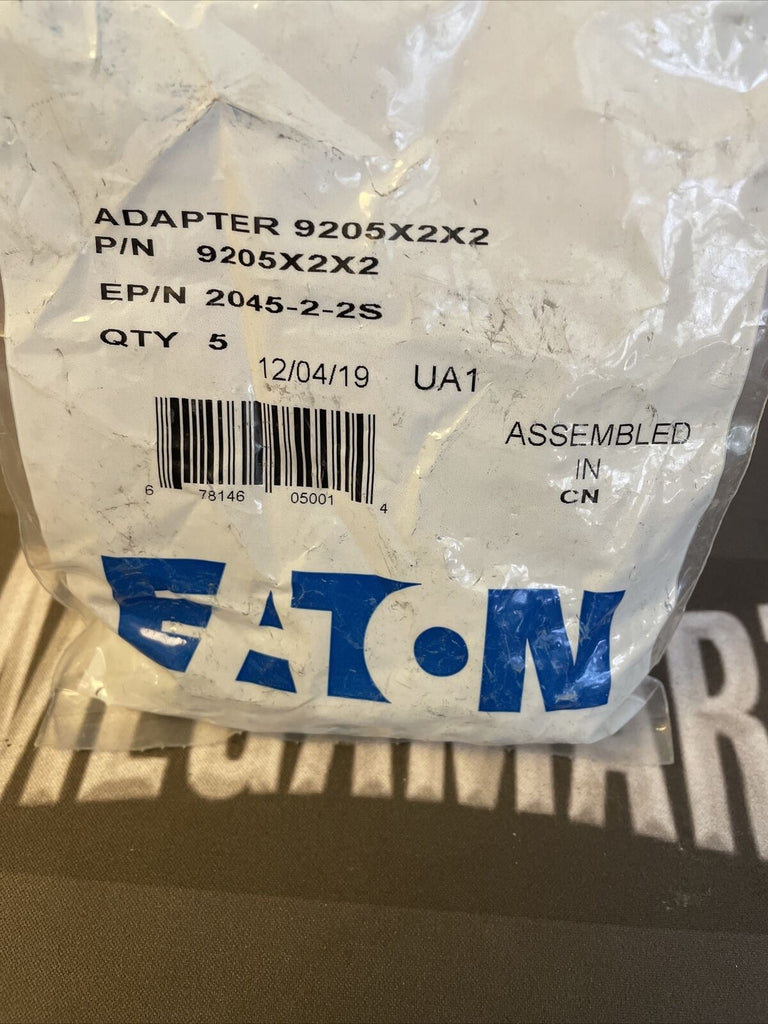 ADAPTER 9205X2X2
P/N 9205X2X2
EP/N 2045-2-2S
QTY 5
12/04/19 UA1
ASSEMBLED
IN
CN
6 78146 05001 4
EATON
MEGAMART